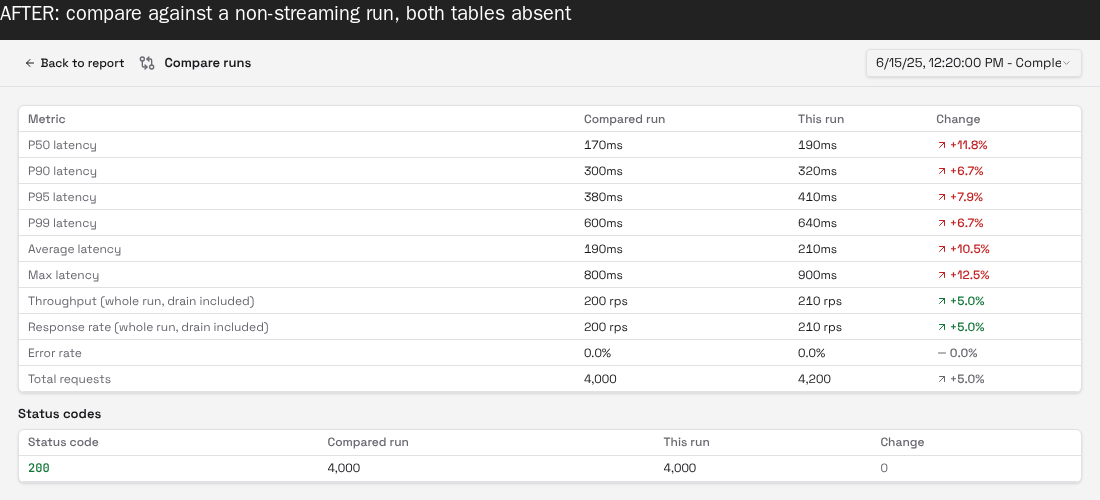 AFTER: compare against a non-streaming run, both tables absent
← Back to report Compare runs 6/15/25, 12:20:00 PM - Comple
Metric Compared run This run Change
P50 latency 170ms 190ms ↗ +11.8%
P90 latency 300ms 320ms ↗ +6.7%
P95 latency 380ms 410ms ↗ +7.9%
P99 latency 600ms 640ms ↗ +6.7%
Average latency 190ms 210ms ↗ +10.5%
Max latency 800ms 900ms ↗ +12.5%
Throughput (whole run, drain included) 200 rps 210 rps ↗ +5.0%
Response rate (whole run, drain included) 200 rps 210 rps ↗ +5.0%
Error rate 0.0% 0.0% — 0.0%
Total requests 4,000 4,200 ↗ +5.0%
Status codes
Status code Compared run This run Change
200 4,000 4,000 0